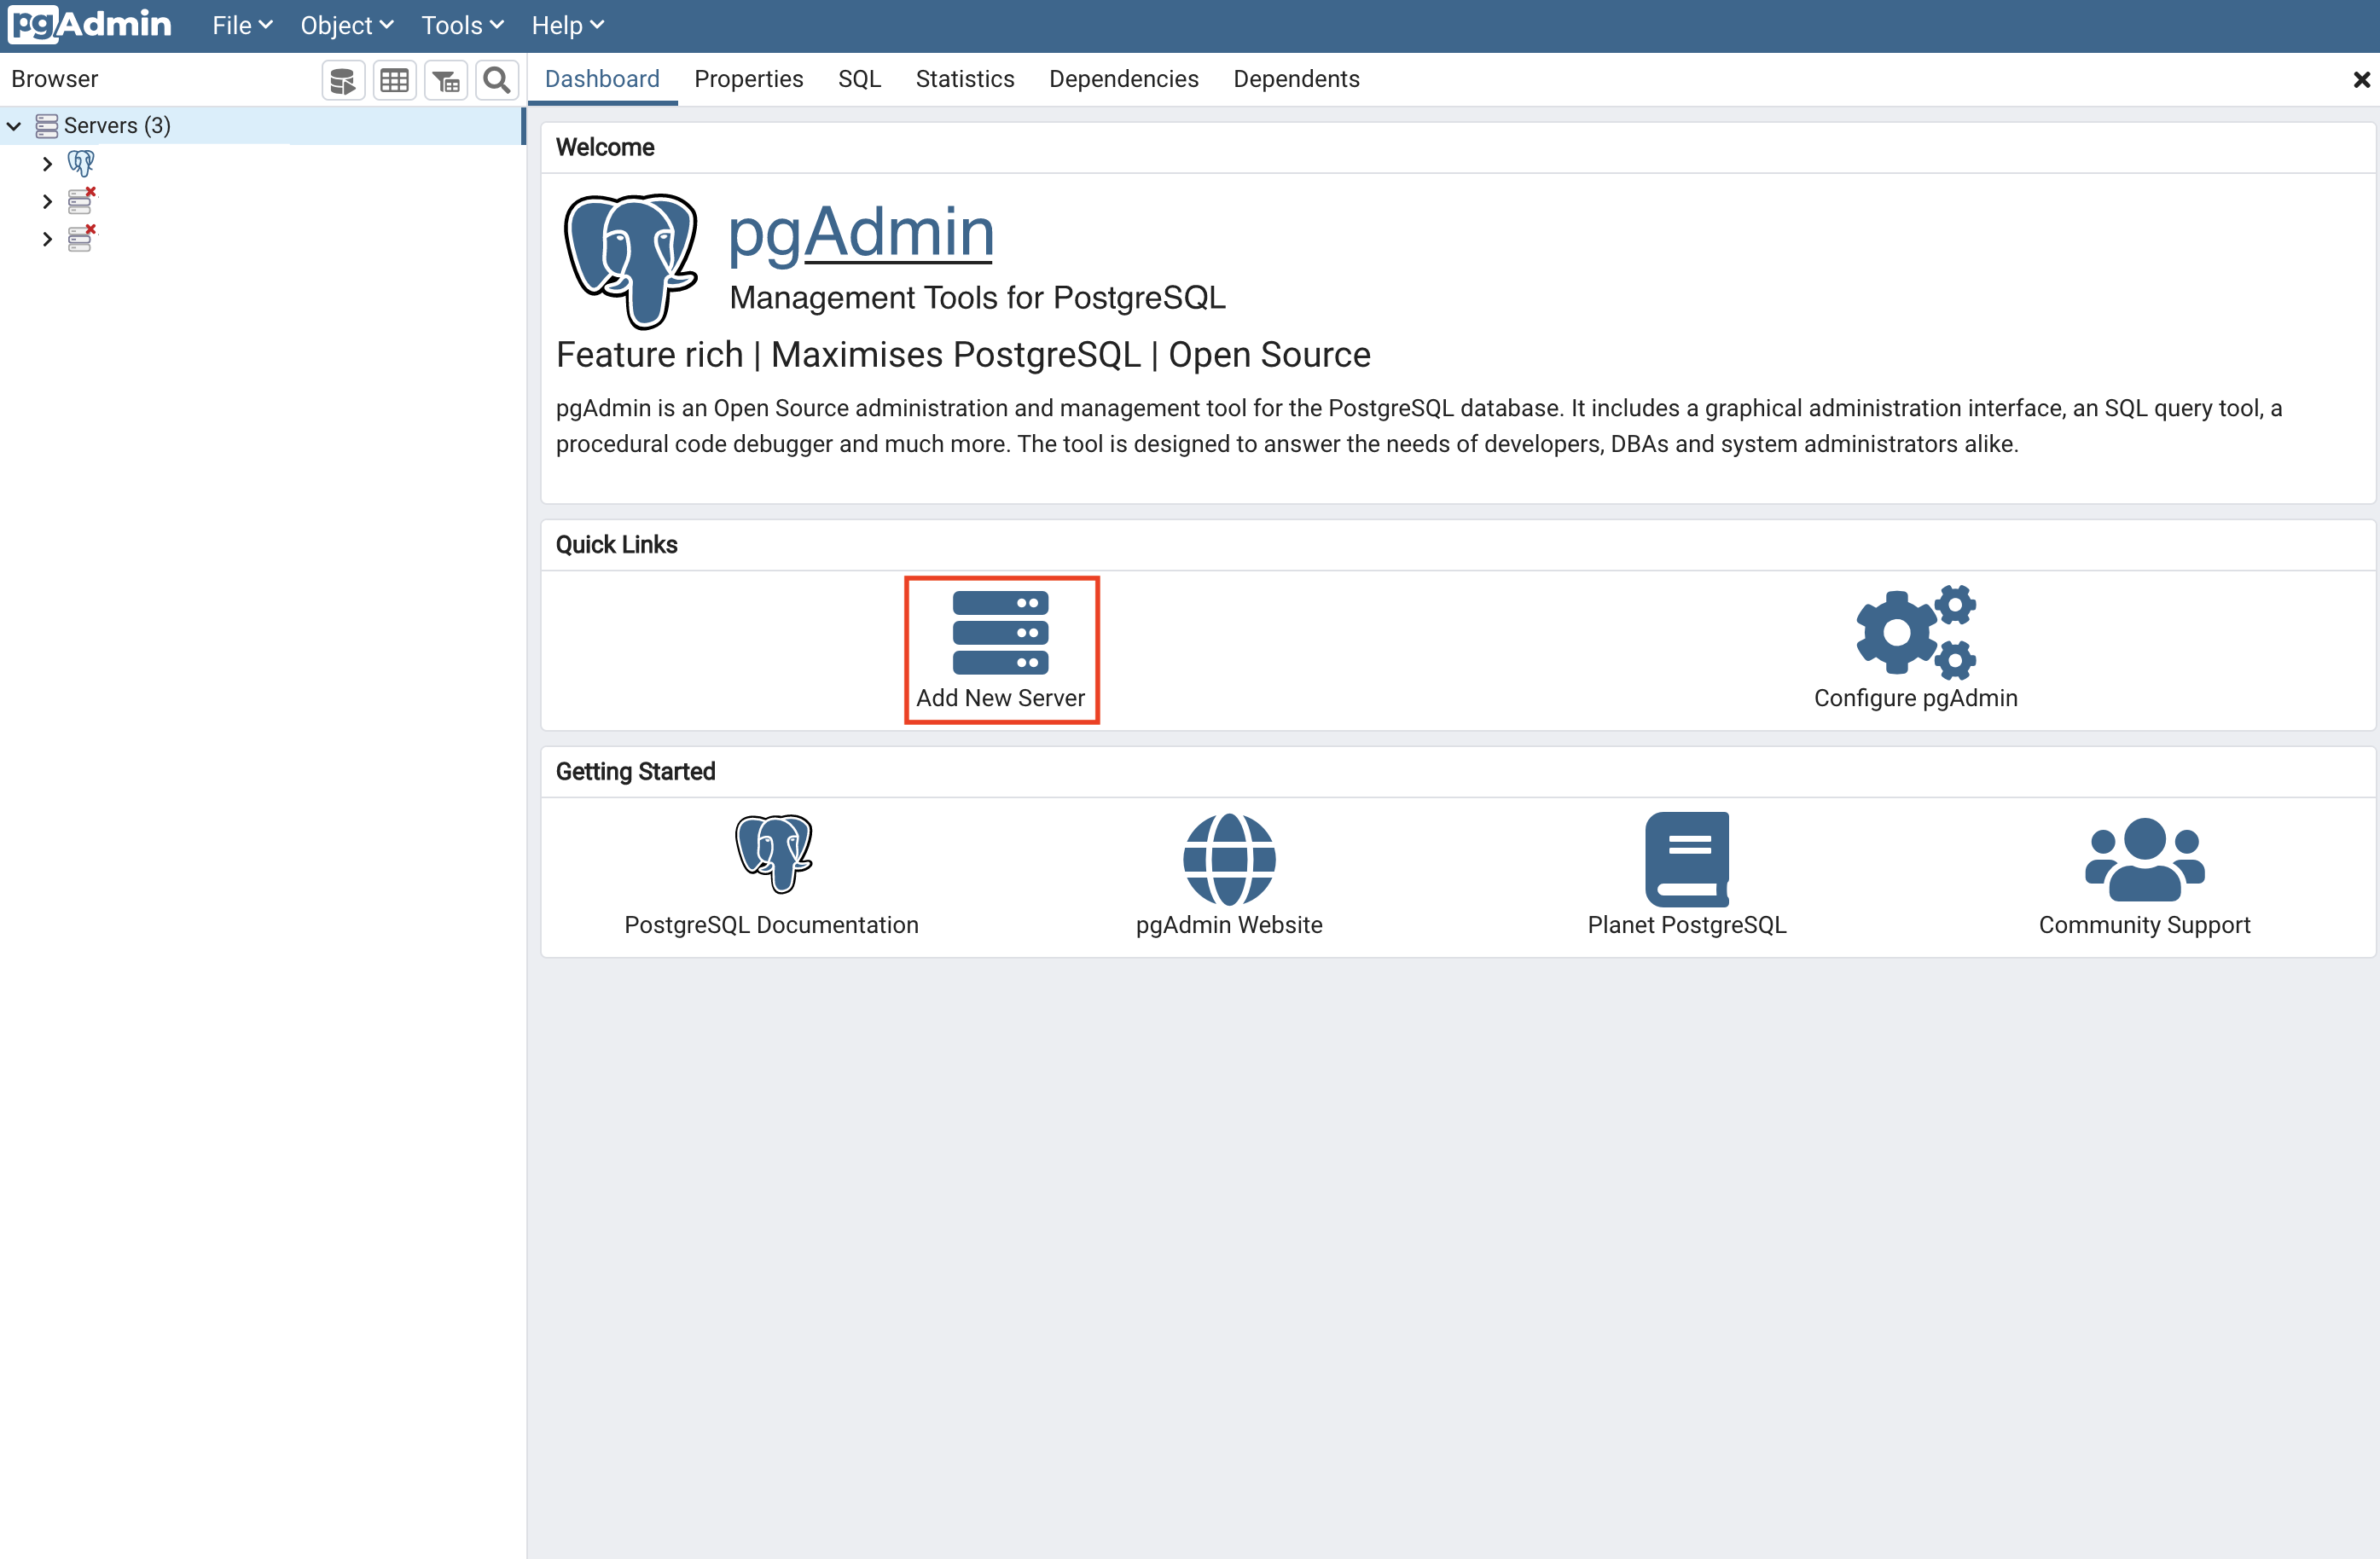 pgAdmin File Object Tools Help
Browser
Dashboard Properties SQL Statistics Dependencies Dependents
Servers (3)
Welcome
pgAdmin
Management Tools for PostgreSQL
Feature rich | Maximises PostgreSQL | Open Source
pgAdmin is an Open Source administration and management tool for the PostgreSQL database. It includes a graphical administration interface, an SQL query tool, a
procedural code debugger and much more. The tool is designed to answer the needs of developers, DBAs and system administrators alike.
Quick Links
Add New Server
Configure pgAdmin
Getting Started
PostgreSQL Documentation
pgAdmin Website
Planet PostgreSQL
Community Support